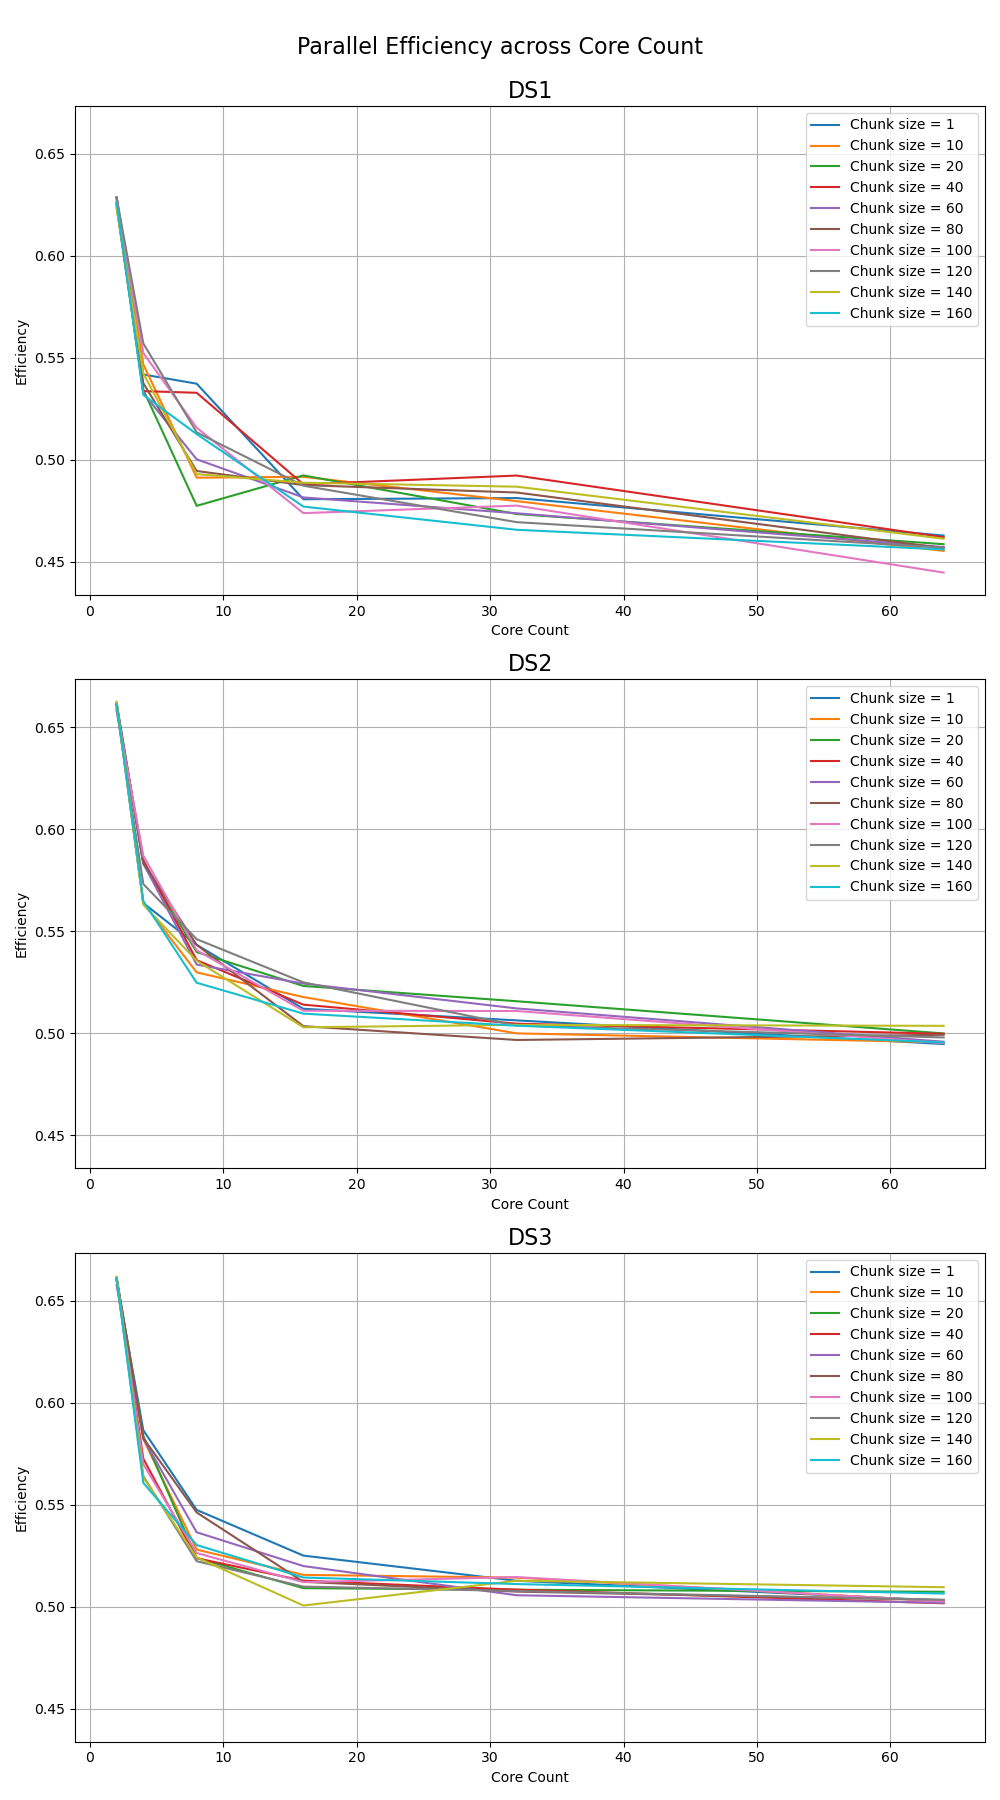 Parallel Efficiency across Core Count
DS1
Efficiency
0.65
0.60
0.55
0.50
0.45
Chunk size = 1
Chunk size = 10
Chunk size = 20
Chunk size = 40
Chunk size = 60
Chunk size = 80
Chunk size = 100
Chunk size = 120
Chunk size = 140
Chunk size = 160
0 10 20 30 40 50 60
Core Count
DS2
Efficiency
0.65
0.60
0.55
0.50
0.45
Chunk size = 1
Chunk size = 10
Chunk size = 20
Chunk size = 40
Chunk size = 60
Chunk size = 80
Chunk size = 100
Chunk size = 120
Chunk size = 140
Chunk size = 160
0 10 20 30 40 50 60
Core Count
DS3
Efficiency
0.65
0.60
0.55
0.50
0.45
Chunk size = 1
Chunk size = 10
Chunk size = 20
Chunk size = 40
Chunk size = 60
Chunk size = 80
Chunk size = 100
Chunk size = 120
Chunk size = 140
Chunk size = 160
0 10 20 30 40 50 60
Core Count